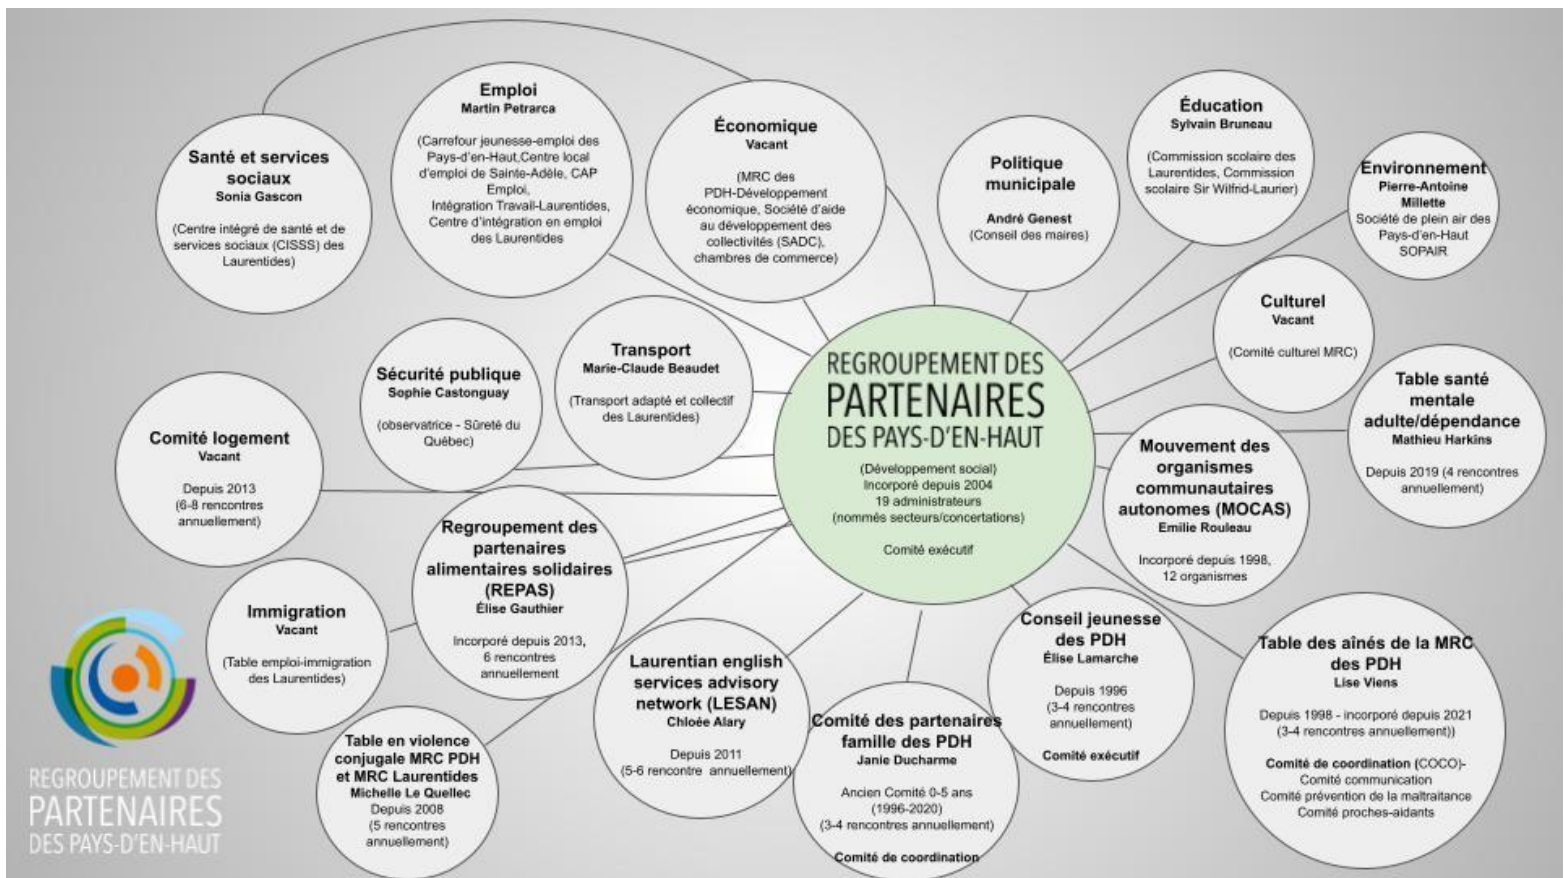 Santé et services
sociaux
Sonia Gascon
(Centre intégré de santé et de
services sociaux (CISSS) des
Laurentides)
Emploi
Martin Petrarca
(Carrefour jeunesse-emploi des
Pays-d'en-Haut,Centre local
d'emploi de Sainte-Adèle, CAP
Emploi,
Intégration Travail-Laurentides,
Centre d'intégration en emploi
des Laurentides
Économique
Vacant
(MRC des
PDH-Développement
économique, Société d'aide
au développement des
collectivités (SADC),
chambres de commerce)
Politique
municipale
André Genest
(Conseil des maires)
Éducation
Sylvain Bruneau
(Commission scolaire des
Laurentides, Commission
scolaire Sir Wilfrid-Laurier)
Environnement
Pierre-Antoine
Millette
Société de plein air des
Pays-d'en-Haut
SOPAIR
Culturel
Vacant
(Comité culturel MRC)
Sécurité publique
Sophie Castonguay
(observatrice - Sûreté du
Québec)
Transport
Marie-Claude Beaudet
(Transport adapté et collectif
des Laurentides)
REGROUPEMENT DES
PARTENAIRES
DES PAYS-D'EN-HAUT
(Développement social)
Incorporé depuis 2004
19 administrateurs
(nommés secteurs/concertations)
Comité exécutif
Table santé
mentale
adulte/dépendance
Mathieu Harkins
Depuis 2019 (4 rencontres
annuellement)
Comité logement
Vacant
Depuis 2013
(6-8 rencontres
annuellement)
Mouvement des
organismes
communautaires
autonomes (MOCAS)
Emilie Rouleau
Incorporé depuis 1998,
12 organismes
Regroupement des
partenaires
alimentaires solidaires
(REPAS)
Élise Gauthier
Incorporé depuis 2013,
6 rencontres
annuellement
Immigration
Vacant
(Table emploi-immigration
des Laurentides)
Laurentian english
services advisory
network (LESAN)
Chloée Alary
Depuis 2011
(5-6 rencontre annuellement)
Conseil jeunesse
des PDH
Élise Lamarche
Depuis 1996
(3-4 rencontres
annuellement)
Comité exécutif
Table des aînés de la MRC
des PDH
Lise Viens
Depuis 1998 - incorporé depuis 2021
(3-4 rencontres annuellement))
Comité de coordination (COCO)-
Comité communication
Comité prévention de la maltraitance
Comité proches-aidants
Comité des partenaires
famille des PDH
Janie Ducharme
Ancien Comité 0-5 ans
(1996-2020)
(3-4 rencontres annuellement)
Comité de coordination
Table en violence
conjugale MRC PDH
et MRC Laurentides
Michelle Le Quellec
Depuis 2008
(5 rencontres
annuellement)
REGROUPEMENT DES
PARTENAIRES
DES PAYS-D'EN-HAUT